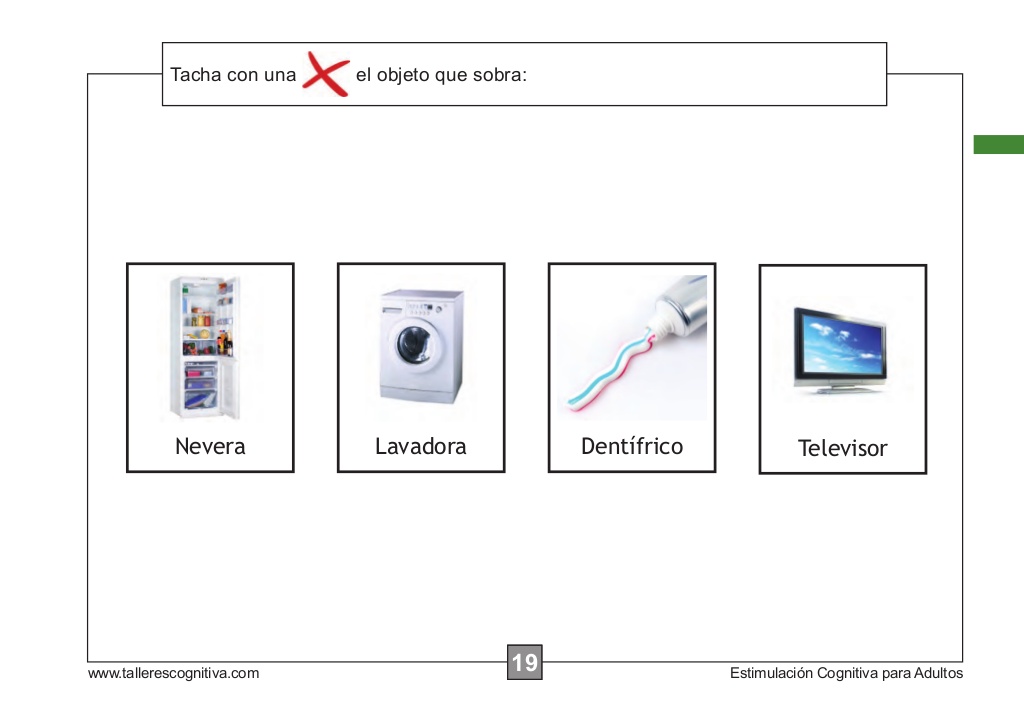 Tacha con una el objeto que sobra:
Nevera
Lavadora
Dentífrico
Televisor
www.tallerescognitiva.com
19
Estimulación Cognitiva para Adultos